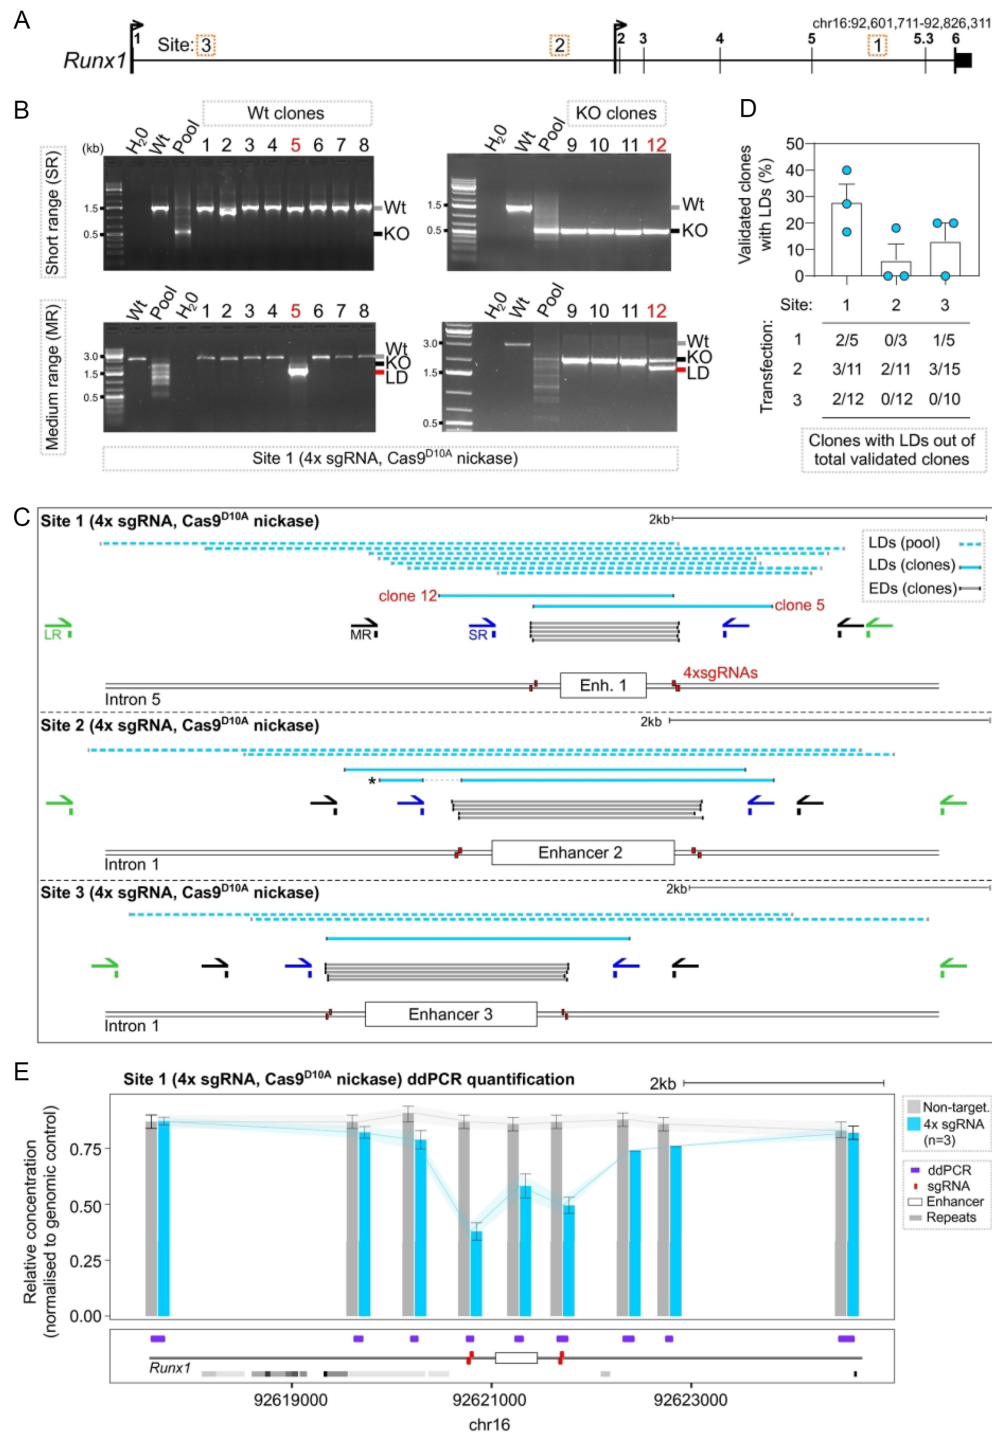 A
chr16:92,601,711-92,826,311
Runx1
1
Site: 3
2
2
3
4
5
1
5.3
6
B
Wt clones
KO clones
Short range (SR)
(kb)
H20
Wt
Pool
1 2 3 4 5 6 7 8
1.5
0.5
Wt
KO
H20
Wt
Pool
9 10 11 12
1.5
0.5
Wt
KO
Medium range (MR)
Wt
Pool
H20
1 2 3 4 5 6 7 8
3.0
1.5
0.5
Wt
KO
LD
H20
Wt
Pool
9 10 11 12
3.0
1.5
0.5
Wt
KO
LD
Site 1 (4x sgRNA, Cas9D10A nickase)
D
Validated clones
with LDs (%)
50
40
30
20
10
0
Site: 1 2 3
Transfection:
1 2/5 0/3 1/5
2 3/11 2/11 3/15
3 2/12 0/12 0/10
Clones with LDs out of
total validated clones
C
Site 1 (4x sgRNA, Cas9D10A nickase)
2kb
LDs (pool)
LDs (clones)
EDs (clones)
clone 12
clone 5
LR
MR
SR
4xsgRNAs
Enh. 1
Intron 5
Site 2 (4x sgRNA, Cas9D10A nickase)
2kb
*
Enhancer 2
Intron 1
Site 3 (4x sgRNA, Cas9D10A nickase)
2kb
Enhancer 3
Intron 1
E
Site 1 (4x sgRNA, Cas9D10A nickase) ddPCR quantification
2kb
Relative concentration
(normalised to genomic control)
0.75
0.50
0.25
0.00
Non-target.
4x sgRNA
(n=3)
ddPCR
sgRNA
Enhancer
Repeats
Runx1
92619000
92621000
92623000
chr16